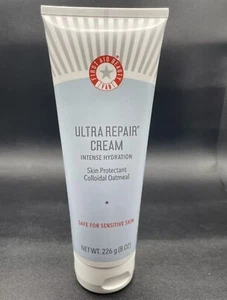 FIRST AID BEAUTY
ULTRA REPAIR®
CREAM
INTENSE HYDRATION
Skin Protectant
Colloidal Oatmeal
SAFE FOR SENSITIVE SKIN
NET WT. 226 g (8 OZ)